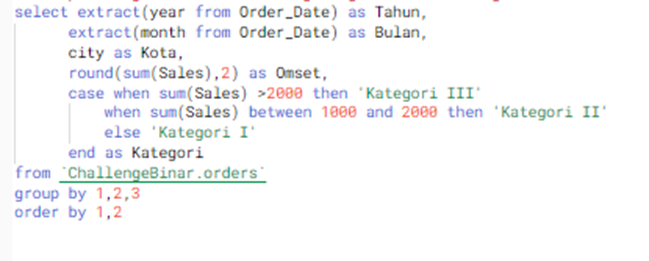 select extract(year from Order_Date) as Tahun,
extract(month from Order_Date) as Bulan,
city as Kota,
round(sum(Sales),2) as Omset,
case when sum(Sales) >2000 then 'Kategori III'
when sum(Sales) between 1000 and 2000 then 'Kategori II'
else 'Kategori I'
end as Kategori
from `ChallengeBinar.orders`
group by 1,2,3
order by 1,2